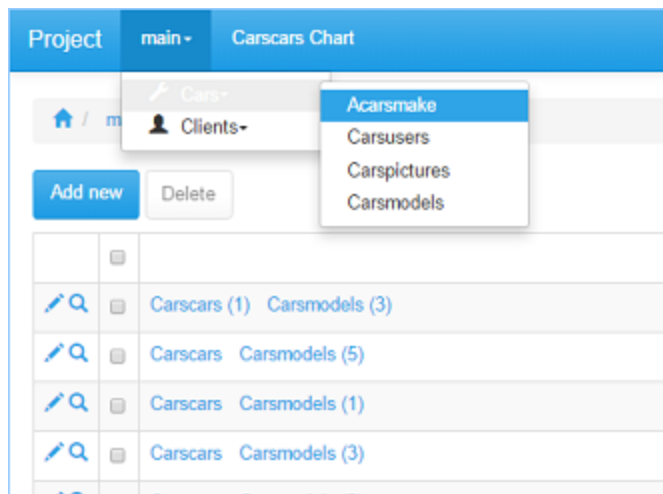 Project main Carscars Chart
Cars
Acarsmake
/ m
Clients
Carsusers
Carspictures
Carsmodels
Add new Delete
Carscars (1) Carsmodels (3)
Carscars Carsmodels (5)
Carscars Carsmodels (1)
Carscars Carsmodels (3)